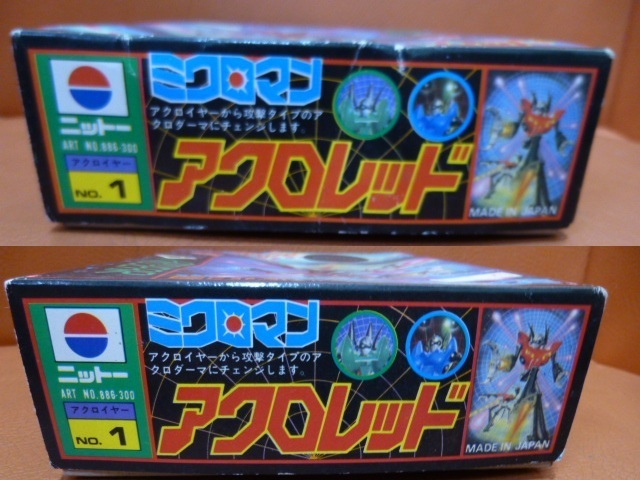 ニットー
ART NO.886-300
アクロイヤー
NO. 1
ミクロマン
アクロイヤーから攻撃タイプのア
クロダーマにチェンジします。
アクロレッド
MADE IN JAPAN
ニットー
ART NO.886-300
アクロイヤー
NO. 1
ミクロマン
アクロイヤーから攻撃タイプのア
クロダーマにチェンジします。
アクロレッド
MADE IN JAPAN